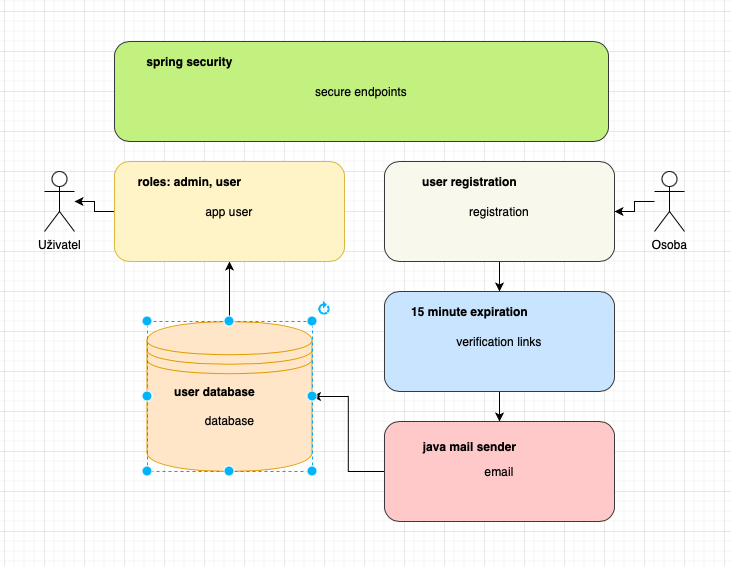 spring security
secure endpoints
roles: admin, user
app user
user registration
registration
Uživatel
Osoba
15 minute expiration
verification links
user database
database
java mail sender
email